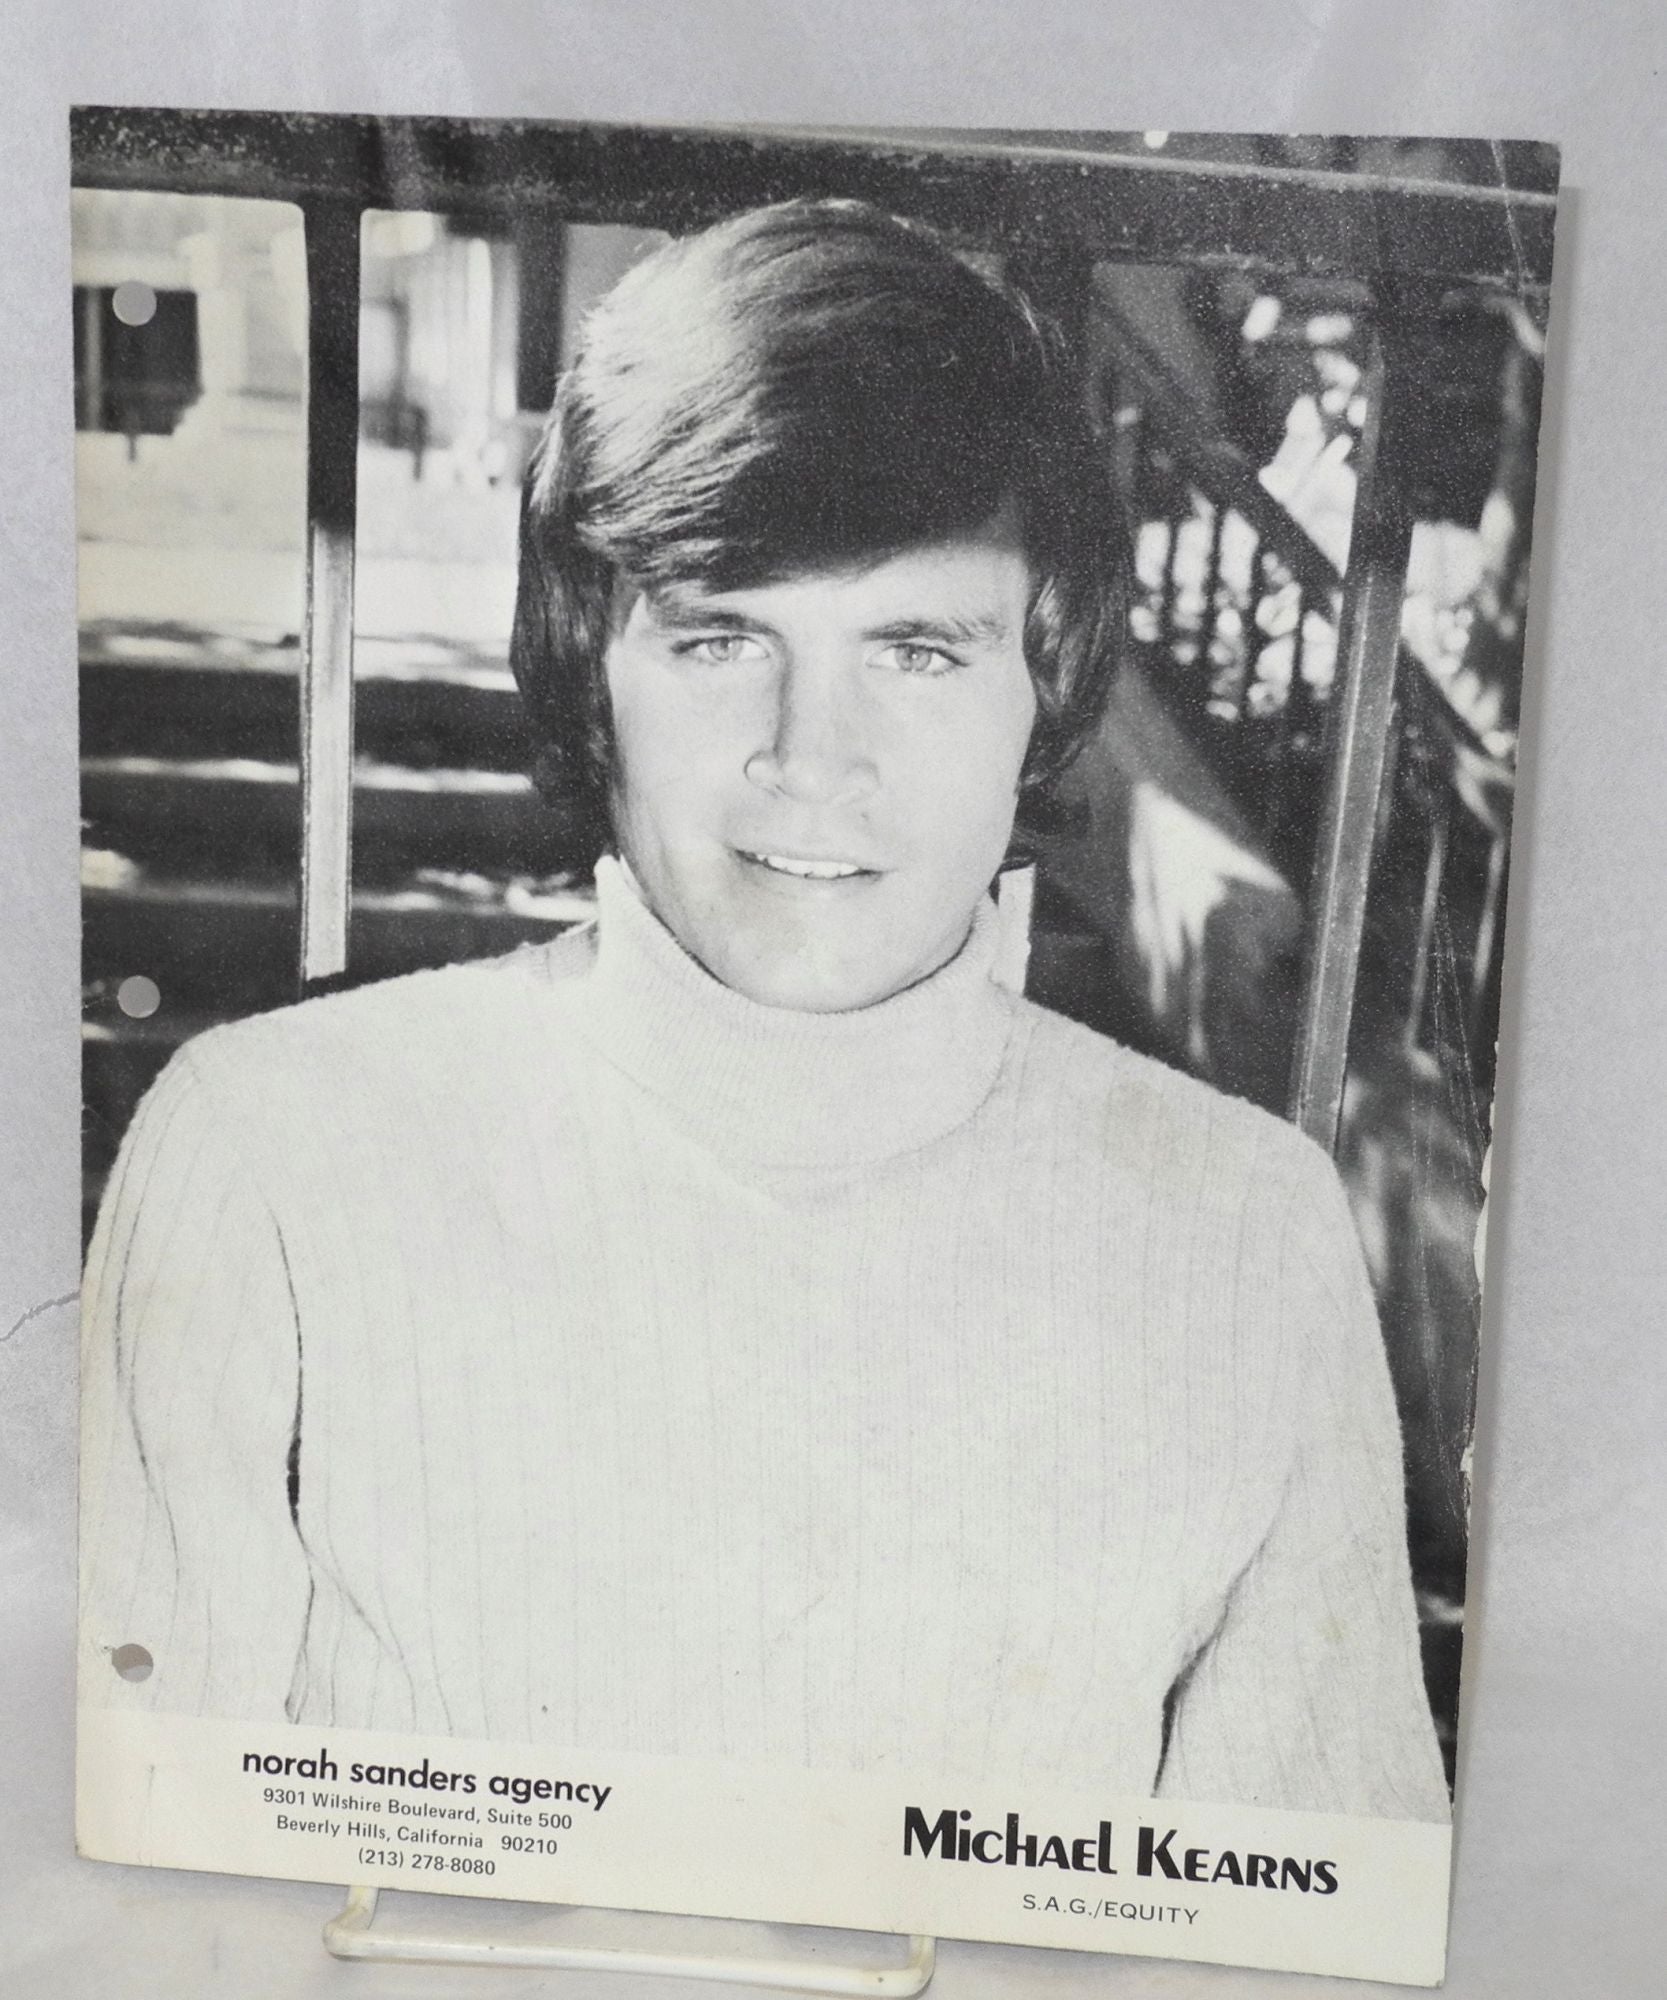 norah sanders agency
9301 Wilshire Boulevard, Suite 500
Beverly Hills, California 90210
(213) 278-8080
Michael Kearns
S.A.G./EQUITY